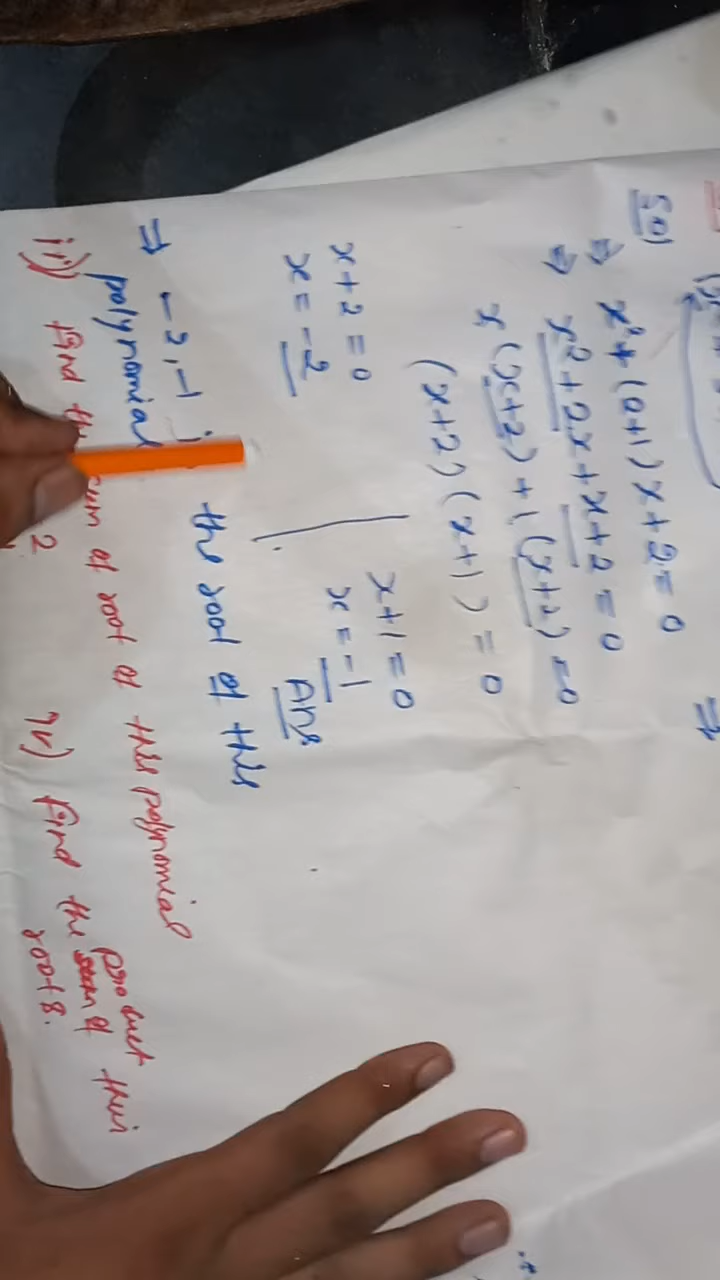 Sol
⇒ x² + (2+1)x + 2 = 0
⇒ x² + 2x + x + 2 = 0
x(x+2) + 1(x+2) = 0
(x+2)(x+1) = 0
x+2 = 0
x = -2
x+1 = 0
x = -1
Ans
⇒ -2, -1 the root of this
polynomial
iii) Find sum of root of this polynomial
iv) Find the product of their
roots.